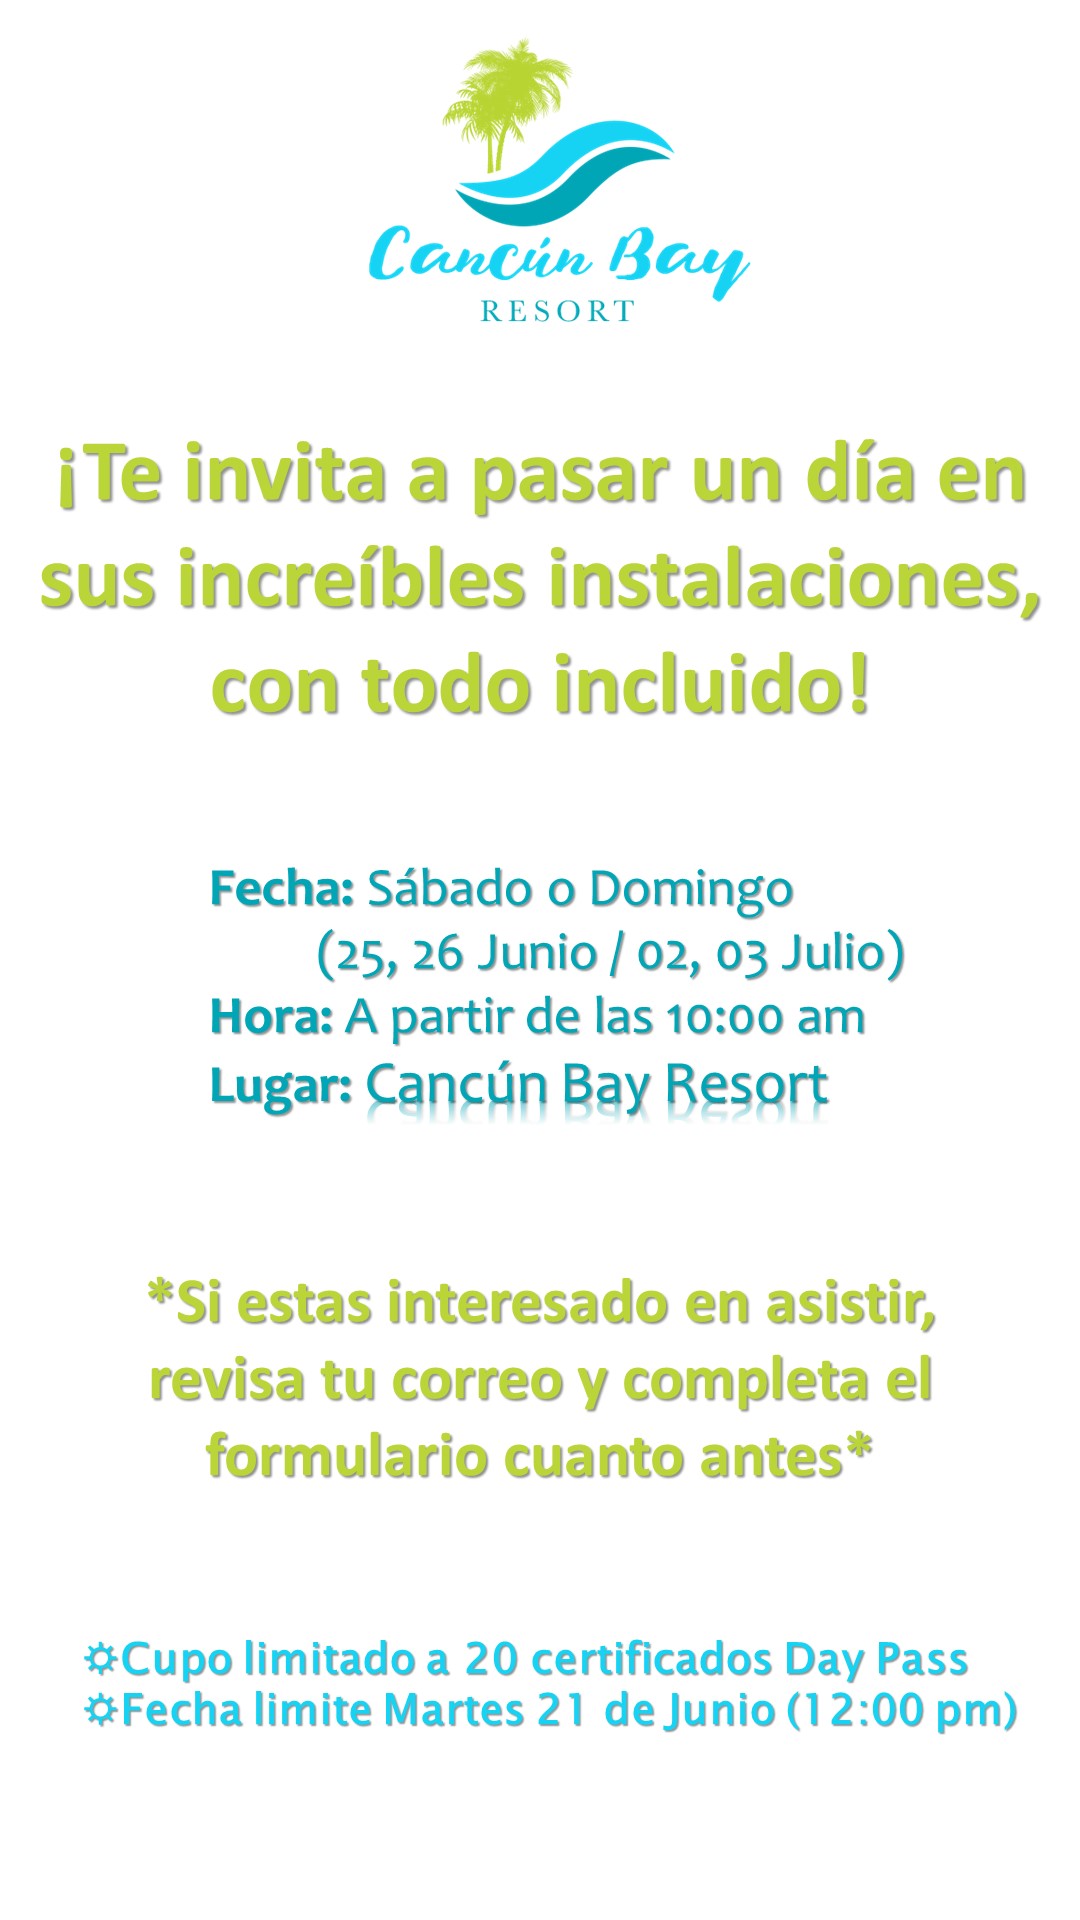 Cancún Bay
RESORT
¡Te invita a pasar un día en
sus increíbles instalaciones,
con todo incluido!
Fecha: Sábado o Domingo
(25, 26 Junio / 02, 03 Julio)
Hora: A partir de las 10:00 am
Lugar: Cancún Bay Resort
*Si estas interesado en asistir,
revisa tu correo y completa el
formulario cuanto antes*
☼Cupo limitado a 20 certificados Day Pass
☼Fecha limite Martes 21 de Junio (12:00 pm)